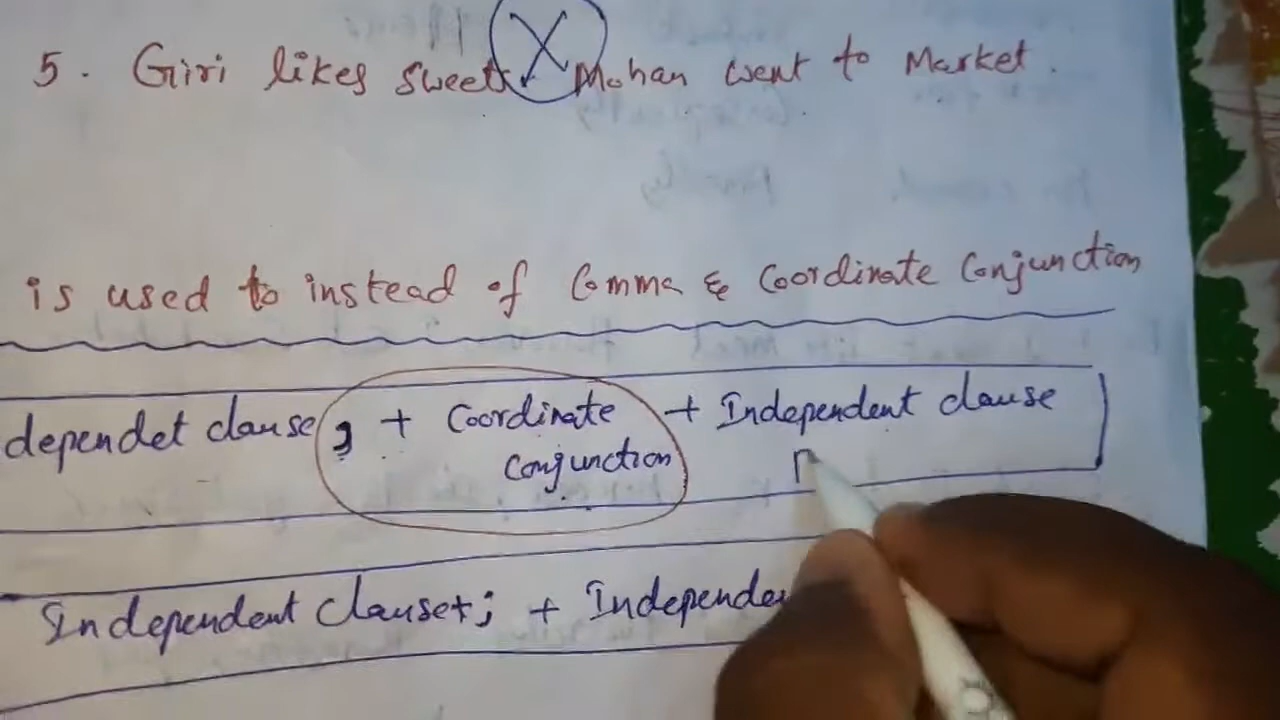 5. Giri likes sweets. Mohan went to Market.
is used to instead of Comma & Coordinate Conjunction
dependet clause, + Coordinate + Independent clause
Conjunction
Independent Clause+; + Independen